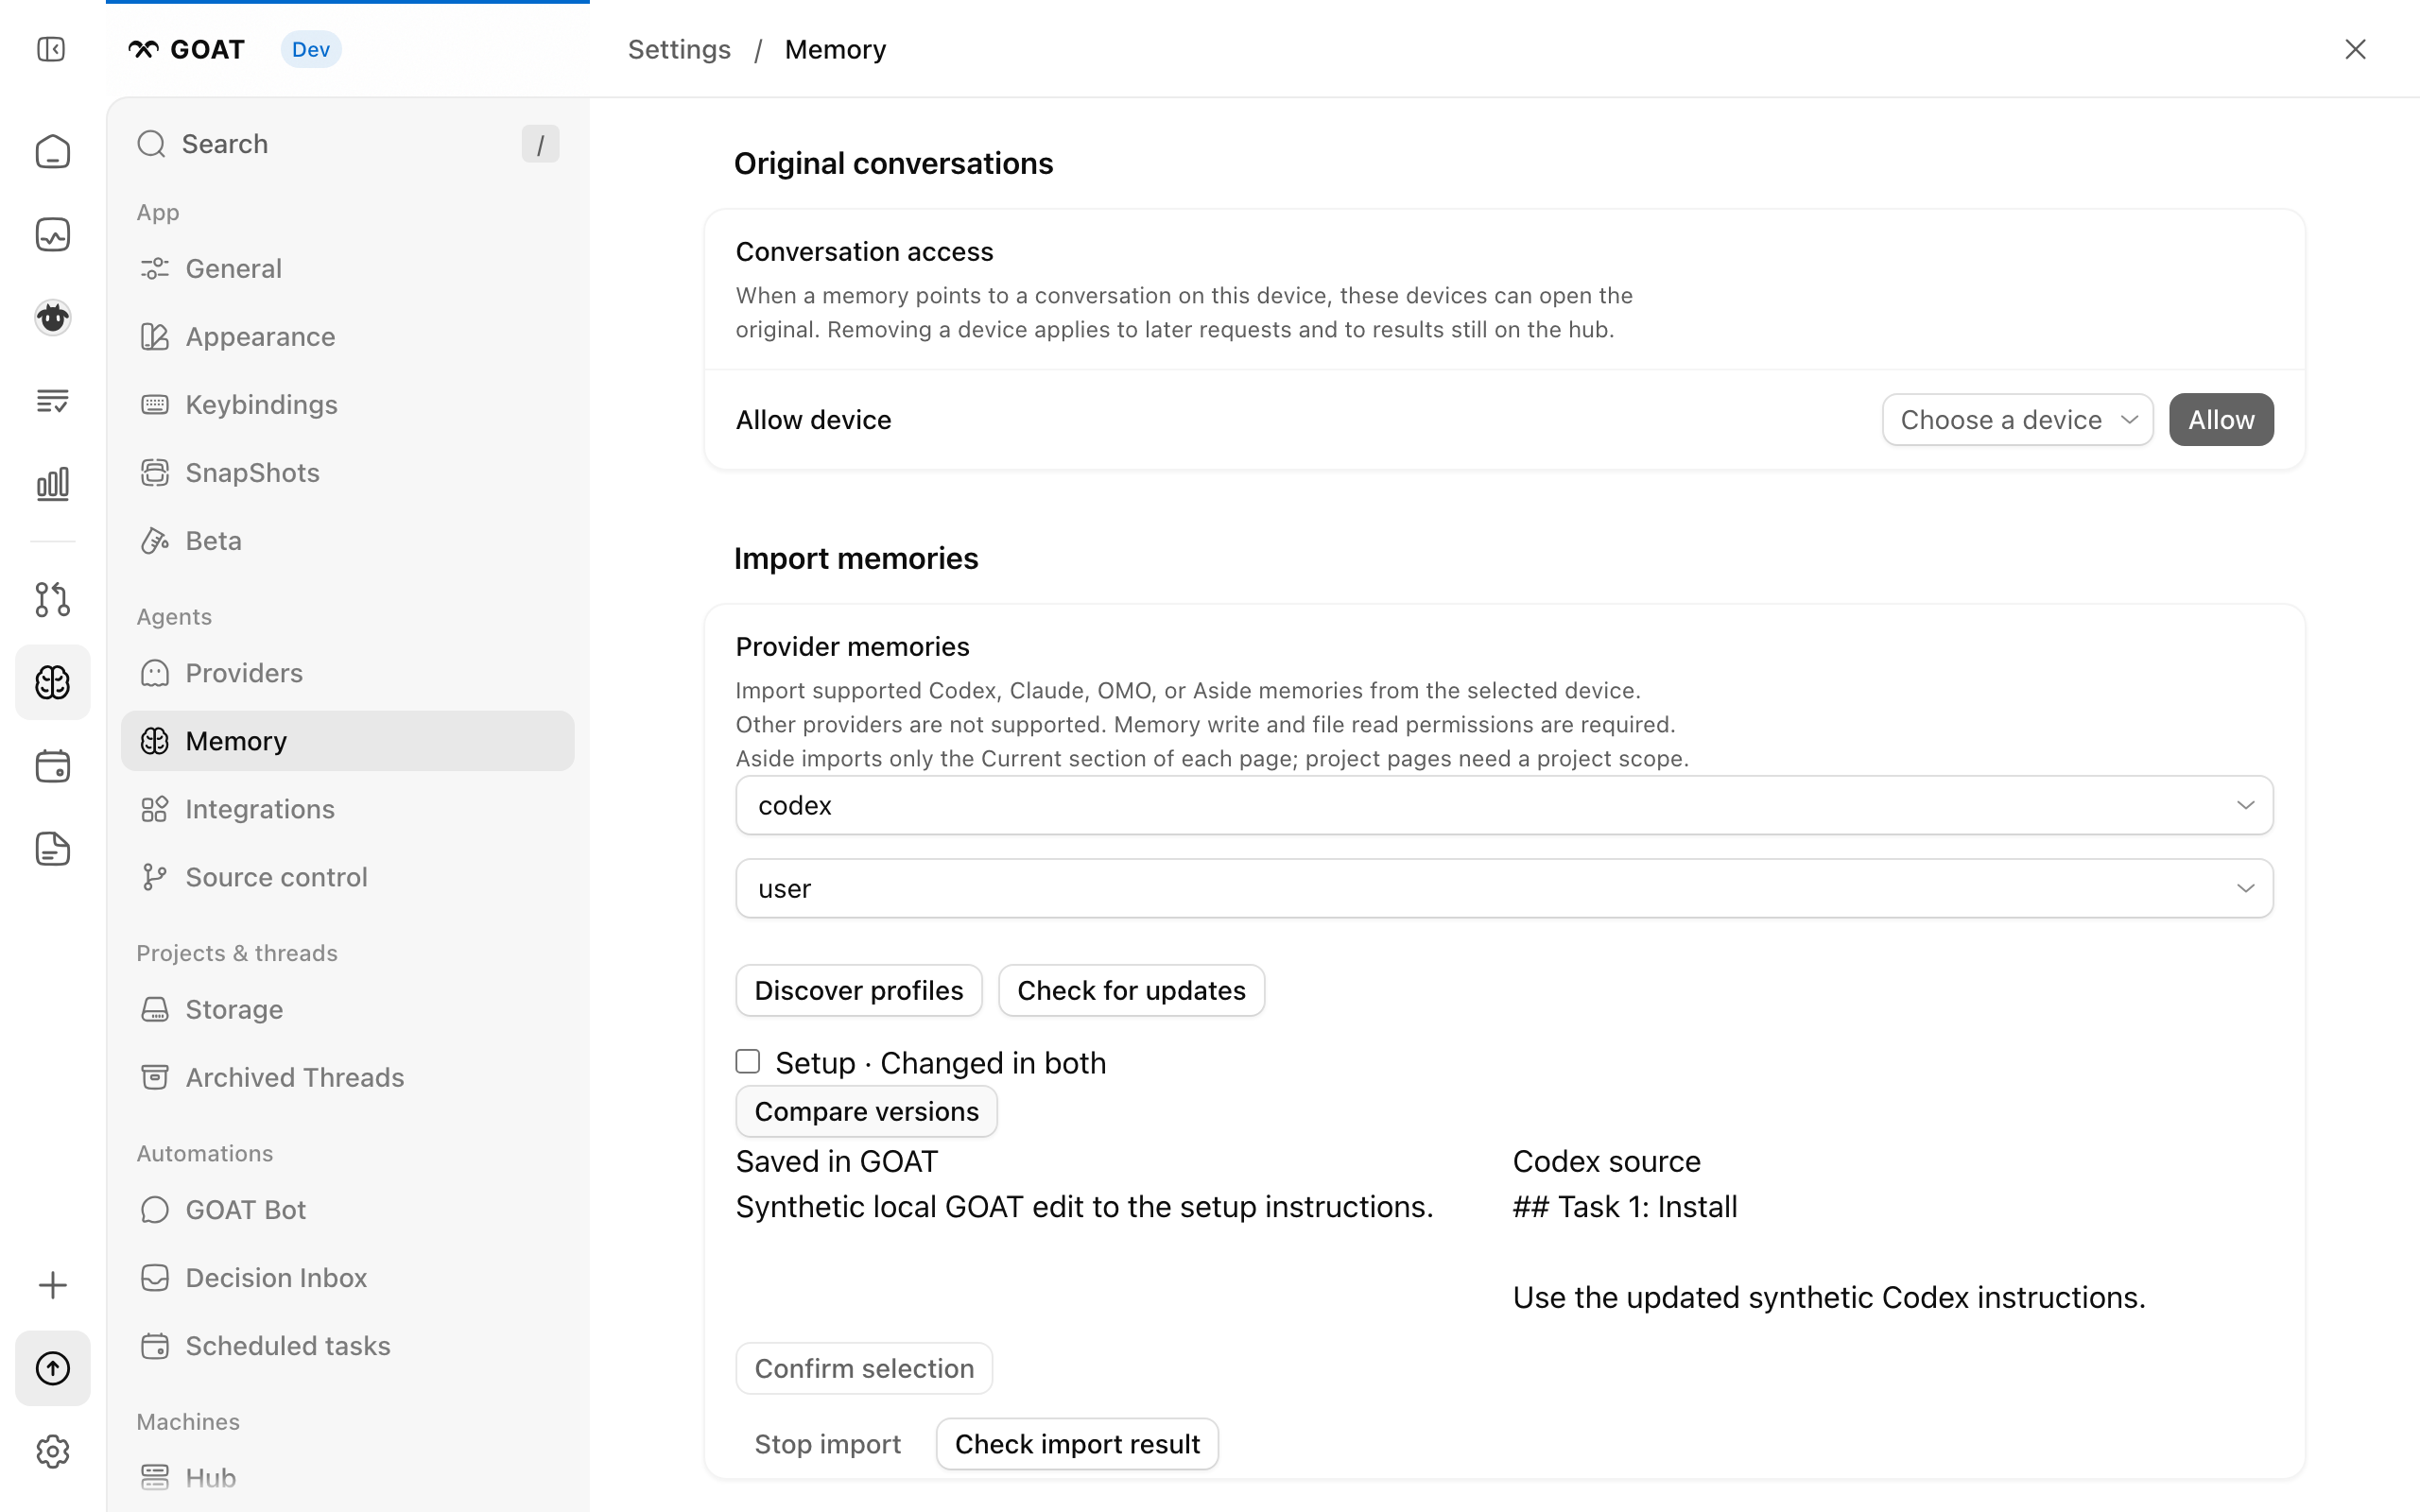 GOAT
Dev
Settings / Memory
Search
/
App
General
Appearance
Keybindings
SnapShots
Beta
Agents
Providers
Memory
Integrations
Source control
Projects & threads
Storage
Archived Threads
Automations
GOAT Bot
Decision Inbox
Scheduled tasks
Machines
Hub
Original conversations
Conversation access
When a memory points to a conversation on this device, these devices can open the
original. Removing a device applies to later requests and to results still on the hub.
Allow device
Choose a device
Allow
Import memories
Provider memories
Import supported Codex, Claude, OMO, or Aside memories from the selected device.
Other providers are not supported. Memory write and file read permissions are required.
Aside imports only the Current section of each page; project pages need a project scope.
codex
user
Discover profiles
Check for updates
Setup · Changed in both
Compare versions
Saved in GOAT
Synthetic local GOAT edit to the setup instructions.
Codex source
## Task 1: Install
Use the updated synthetic Codex instructions.
Confirm selection
Stop import
Check import result